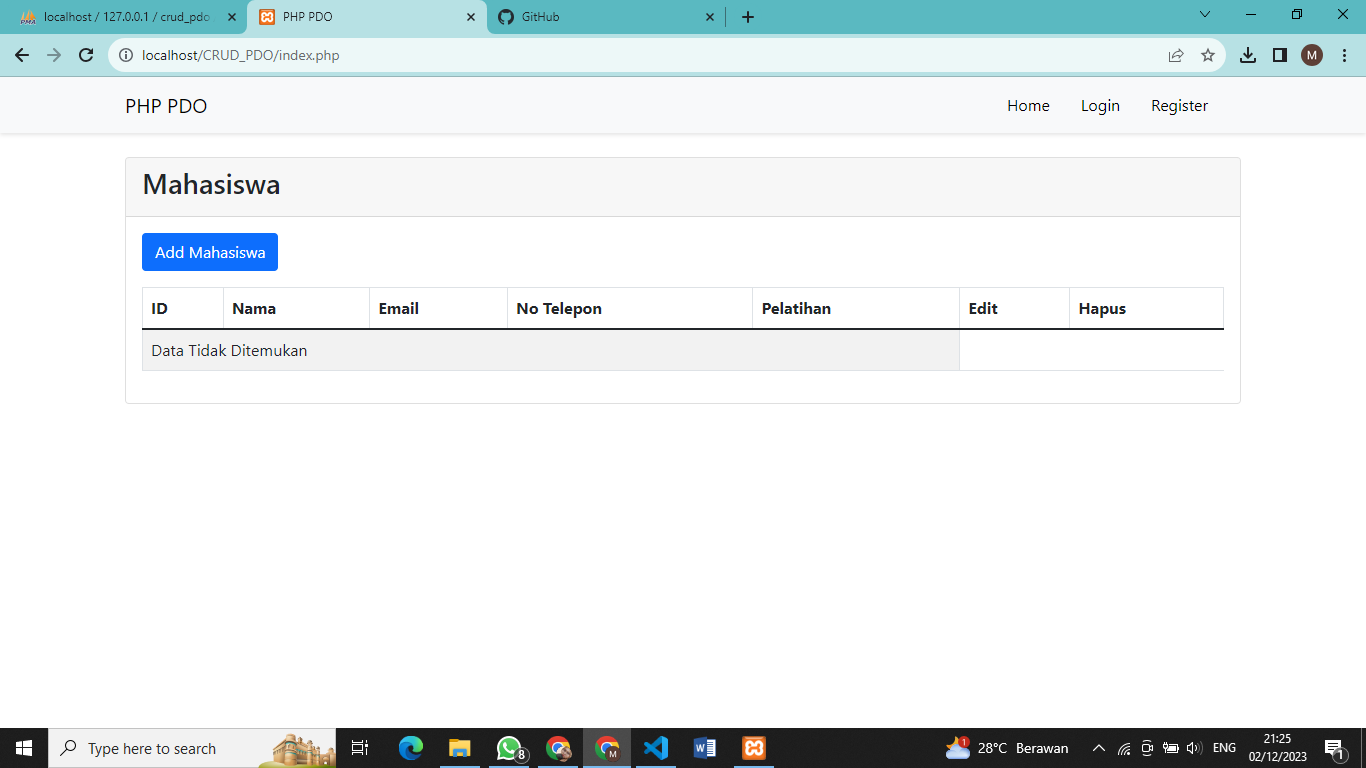 localhost / 127.0.0.1 / crud_pdo
PHP PDO
GitHub
localhost/CRUD_PDO/index.php
M
PHP PDO
Home
Login
Register
Mahasiswa
Add Mahasiswa
ID Nama Email No Telepon Pelatihan Edit Hapus
Data Tidak Ditemukan
Type here to search
8
M
1
28°C Berawan
ENG
21:25
02/12/2023
1